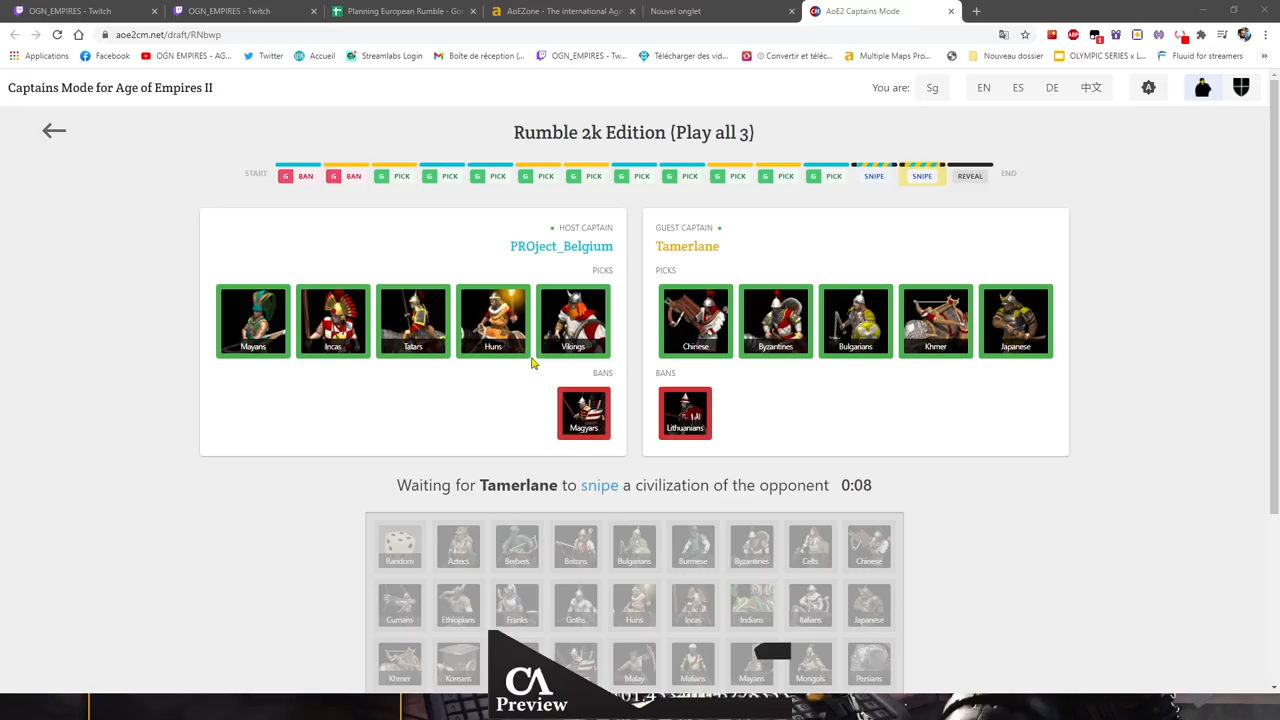 OGN_EMPIRES - Twitch
OGN_EMPIRES - Twitch
Planning European Rumble - Go
AoEZone - The international Age
Nouvel onglet
AoE2 Captains Mode
aoe2cm.net/draft/RNbwp
Applications
Facebook
OGN_EMPIRES - AG...
Twitter
Accueil
Streamlabs Login
Boîte de réception (...
OGN_EMPIRES - Tw...
Télécharger des vid...
Convertir et téléc...
Multiple Maps Pro...
Nouveau dossier
OLYMPIC SERIES x L...
Fluuid for streamers
Captains Mode for Age of Empires II
You are:
Sg
EN
ES
DE
中文
Rumble 2k Edition (Play all 3)
START
G BAN
G BAN
G PICK
G PICK
G PICK
G PICK
G PICK
G PICK
G PICK
G PICK
G PICK
G PICK
SNIPE
SNIPE
REVEAL
END
HOST CAPTAIN
PROject_Belgium
PICKS
Mayans
Incas
Tatars
Huns
Vikings
BANS
Magyars
GUEST CAPTAIN
Tamerlane
PICKS
Chinese
Byzantines
Bulgarians
Khmer
Japanese
BANS
Lithuanians
Waiting for Tamerlane to snipe a civilization of the opponent 0:08
Random
Aztecs
Berbers
Britons
Bulgarians
Burmese
Byzantines
Celts
Chinese
Cumans
Ethiopians
Franks
Goths
Huns
Incas
Indians
Italians
Japanese
Khmer
Koreans
Malay
Malians
Mayans
Mongols
Persians
CA
Preview